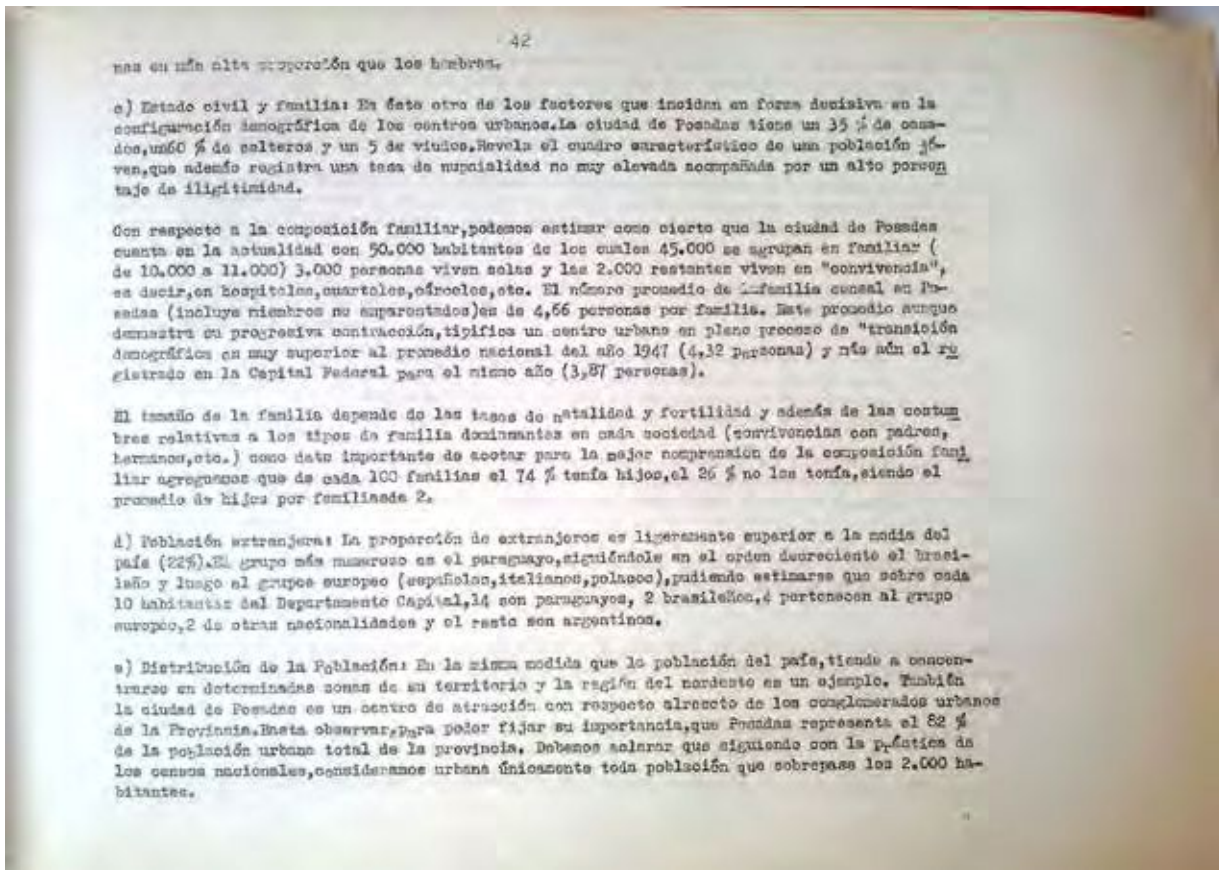 42
nas en más alta proporción que los hombres.
c) Estado civil y familia: Es éste otro de los factores que inciden en forma decisiva en la
configuración demográfica de los centros urbanos.La ciudad de Posadas tiene un 35 % de casa-
dos,un60 % de solteros y un 5 de viudos.Revela el cuadro característico de una población jó-
ven,que además registra una tasa de nupcialidad no muy elevada acompañada por un alto porcen
taje de iligitimidad.
Con respecto a la composición familiar,podemos estimar como cierto que la ciudad de Posadas
cuenta en la actualidad con 50.000 habitantes de los cuales 45.000 se agrupan en familiar (
de 10.000 a 11.000) 3.000 personas viven solas y las 2.000 restantes viven en "convivencia",
es decir,en hospitales,cuarteles,cárceles,etc. El número promedio de familia censal en Po-
sadas (incluye miembros no emparentados)es de 4,66 personas por familia. Este promedio aunque
demuestra su progresiva contracción,tipifica un centro urbano en pleno proceso de "transición
demográfica es muy superior al promedio nacional del año 1947 (4,32 personas) y más aún el re
gistrado en la Capital Federal para el mismo año (3,87 personas).
El tamaño de la familia depende de las tasas de natalidad y fertilidad y además de las costum
bres relativas a los tipos de familia dominantes en cada sociedad (convivencias con padres,
hermanos,etc.) como dato importante de acotar para la mejor comprension de la composición fami
liar agregamos que de cada 100 familias el 74 % tenía hijos,el 26 % no los tenía,siendo el
promedio de hijos por familiasde 2.
d) Población extranjera: La proporción de extranjeros es ligeramente superior a la media del
país (22%).El grupo más numeroso es el paraguayo,siguiéndole en el orden decreciente el brasi-
leño y luego el grupos europeo (españoles,italianos,polacos),pudiendo estimarse que sobre cada
10 habitantes del Departamento Capital,14 son paraguayos, 2 brasileños,4 pertenecen al grupo
europeo,2 de otras nacionalidades y el resto son argentinos.
e) Distribución de la Población: En la misma medida que la población del país,tiende a concen-
trarse en determinadas zonas de su territorio y la región del nordeste es un ejemplo. También
la ciudad de Posadas es un centro de atracción con respecto alresto de los conglomerados urbanos
de la Provincia.Basta observar,para poder fijar su importancia,que Posadas representa el 82 %
de la población urbana total de la provincia. Debemos aclarar que siguiendo con la práctica de
los censos nacionales,consideramos urbana únicamente toda población que sobrepase los 2.000 ha-
bitantes.